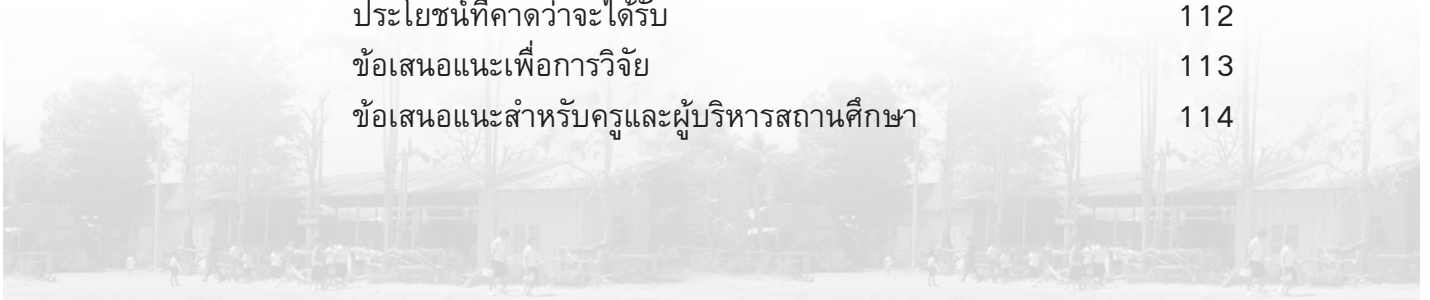 ประโยชน์ที่คาดว่าจะได้รับ 112
ข้อเสนอแนะเพื่อการวิจัย 113
ข้อเสนอแนะสำหรับครูและผู้บริหารสถานศึกษา 114